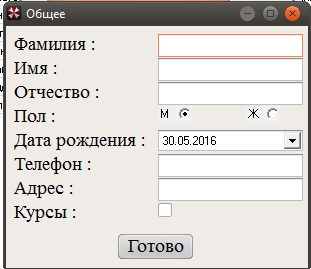 Общее
Фамилия :
Имя :
Отчество :
Пол : М Ж
Дата рождения : 30.05.2016
Телефон :
Адрес :
Курсы :
Готово